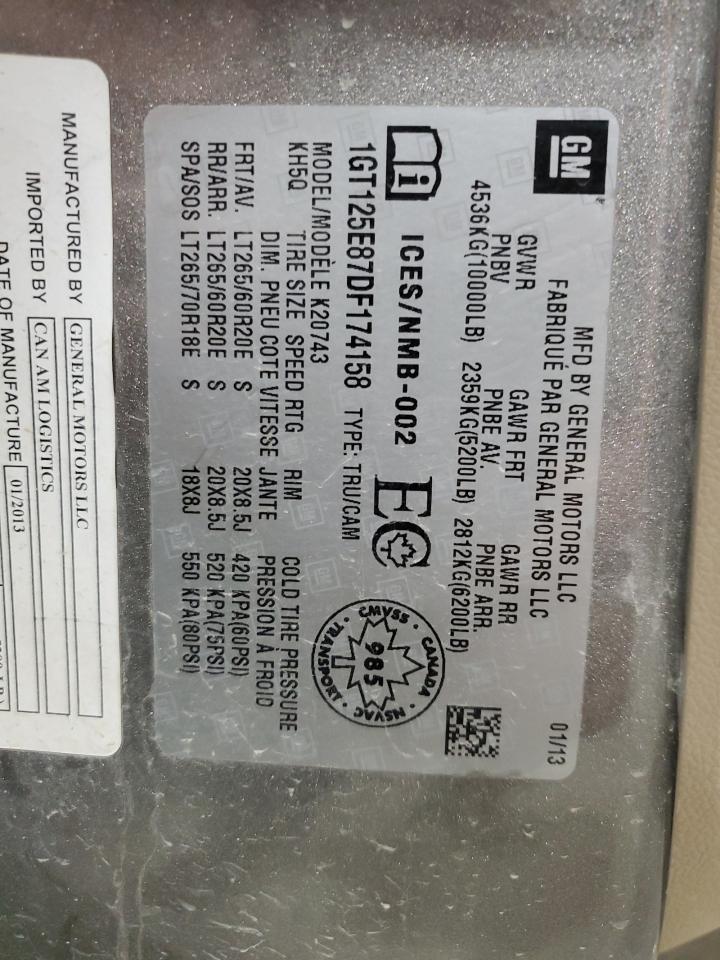 GM
MFD BY GENERAL MOTORS LLC 01/13
FABRIQUÉ PAR GENERAL MOTORS LLC
GVWR GAWR FRT GAWR RR
PNBV PNBE AV. PNBE ARR.
4536KG(10000LB) 2359KG(5200LB) 2812KG(6200LB)
i ICES/NMB-002 EC
1GT125E87DF174158 TYPE: TRU/CAM
CANADA · CMVSS · TRANSPORT · NSVAC
985
MODEL/MODÈLE K20743
KH5Q TIRE SIZE SPEED RTG RIM COLD TIRE PRESSURE
DIM. PNEU COTE VITESSE JANTE PRESSION À FROID
FRT/AV. LT265/60R20E S 20X8.5J 420 KPA(60PSI)
RR/ARR. LT265/60R20E S 20X8.5J 520 KPA(75PSI)
SPA/SOS LT265/70R18E S 18X8J 550 KPA(80PSI)
MANUFACTURED BY GENERAL MOTORS LLC
IMPORTED BY CAN AM LOGISTICS
DATE OF MANUFACTURE 01/2013